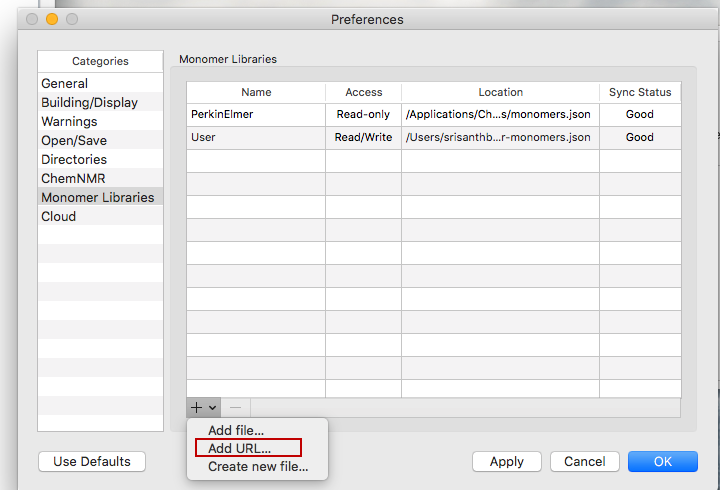 Preferences
Categories
General
Building/Display
Warnings
Open/Save
Directories
ChemNMR
Monomer Libraries
Cloud
Monomer Libraries
Name Access Location Sync Status
PerkinElmer Read-only /Applications/Ch...s/monomers.json Good
User Read/Write /Users/srisanthb...r-monomers.json Good
Add file...
Add URL...
Create new file...
Use Defaults Apply Cancel OK